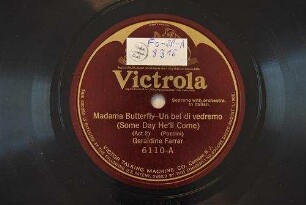 Victrola
Soprano with orchestra
In Italian
Madama Butterfly–Un bel di vedremo
(Some Day He'll Come)
(Act 2) (Puccini)
Geraldine Farrar
6110-A
VICTOR TALKING MACHINE CO.